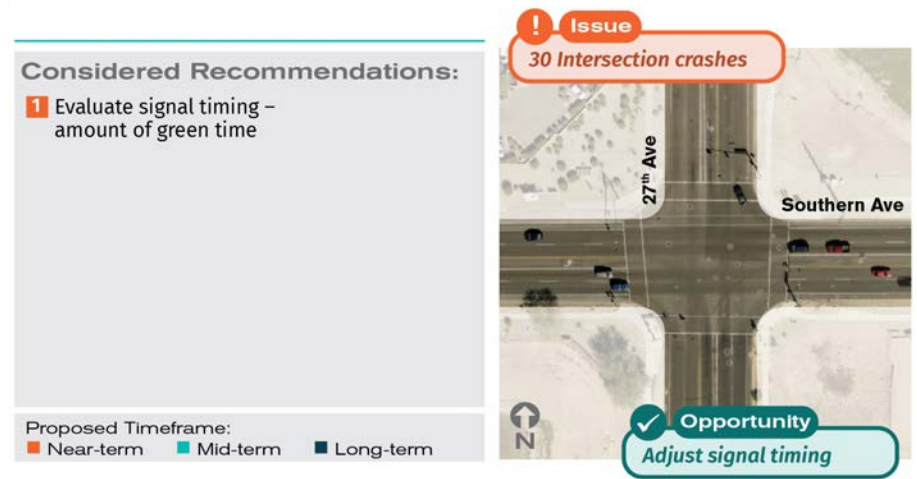 Considered Recommendations:
1 Evaluate signal timing –
amount of green time
Proposed Timeframe:
Near-term Mid-term Long-term
! Issue
30 Intersection crashes
27th Ave
Southern Ave
N
Opportunity
Adjust signal timing